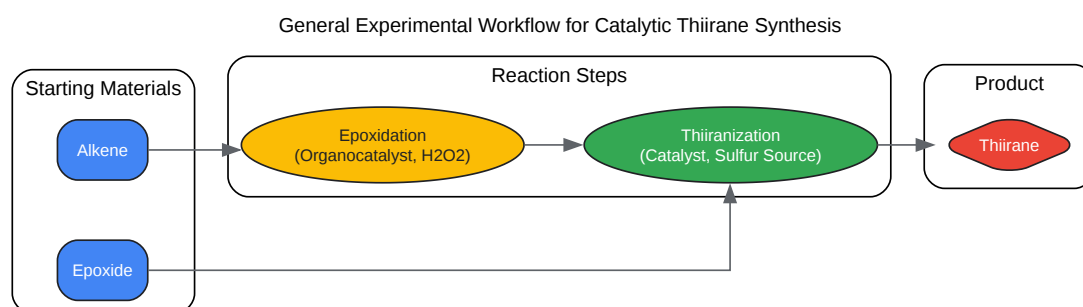 General Experimental Workflow for Catalytic Thiirane Synthesis
Starting Materials
Reaction Steps
Product
Alkene
Epoxidation
(Organocatalyst, H2O2)
Thiiranization
(Catalyst, Sulfur Source)
Thiirane
Epoxide